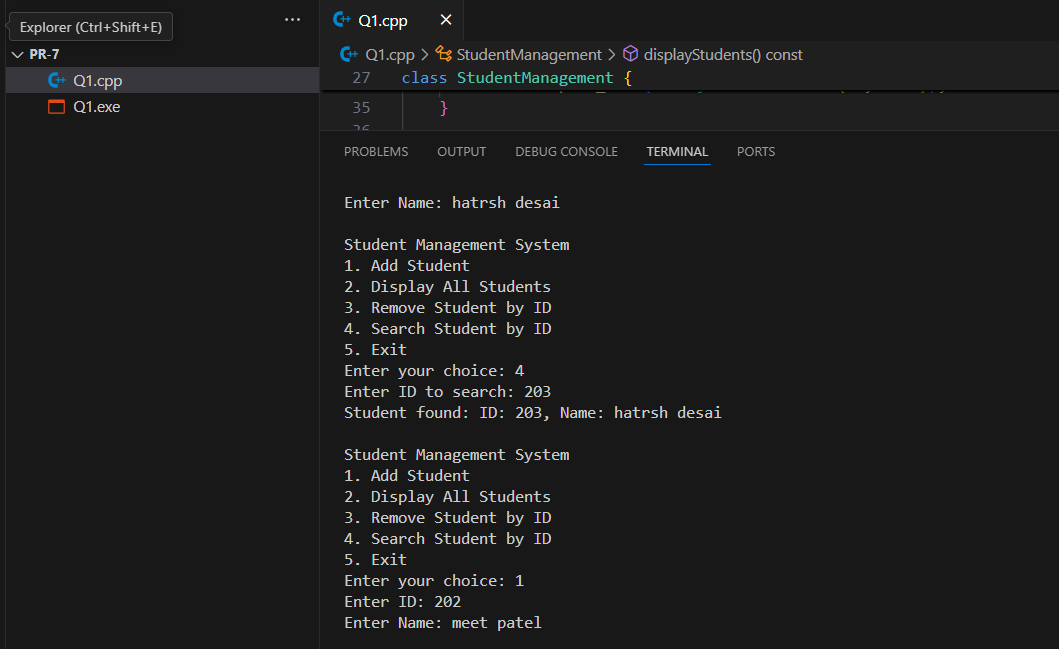 Explorer (Ctrl+Shift+E)
...
PR-7
Q1.cpp
Q1.exe
Q1.cpp
Q1.cpp > StudentManagement > displayStudents() const
27 class StudentManagement {
35 }
PROBLEMS OUTPUT DEBUG CONSOLE TERMINAL PORTS
Enter Name: hatrsh desai
Student Management System
1. Add Student
2. Display All Students
3. Remove Student by ID
4. Search Student by ID
5. Exit
Enter your choice: 4
Enter ID to search: 203
Student found: ID: 203, Name: hatrsh desai
Student Management System
1. Add Student
2. Display All Students
3. Remove Student by ID
4. Search Student by ID
5. Exit
Enter your choice: 1
Enter ID: 202
Enter Name: meet patel